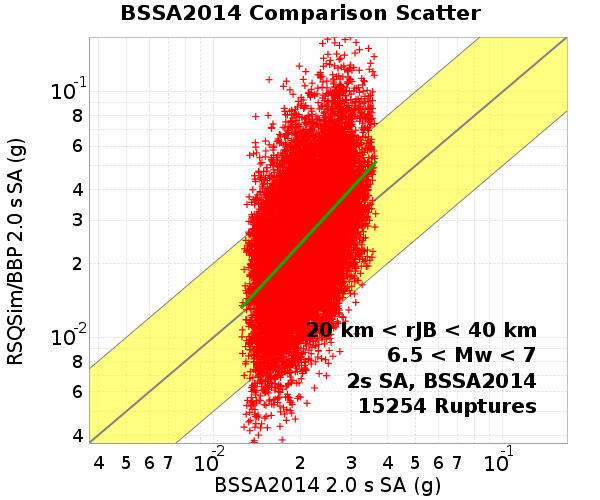 BSSA2014 Comparison Scatter
RSQSim/BBP 2.0 s SA (g)
10-1
8
6
4
3
2
10-2
8
6
4
20 km < rJB < 40 km
6.5 < Mw < 7
2s SA, BSSA2014
15254 Ruptures
4 5 6 7 10-2 2 3 4 5 6 7 10-1
BSSA2014 2.0 s SA (g)